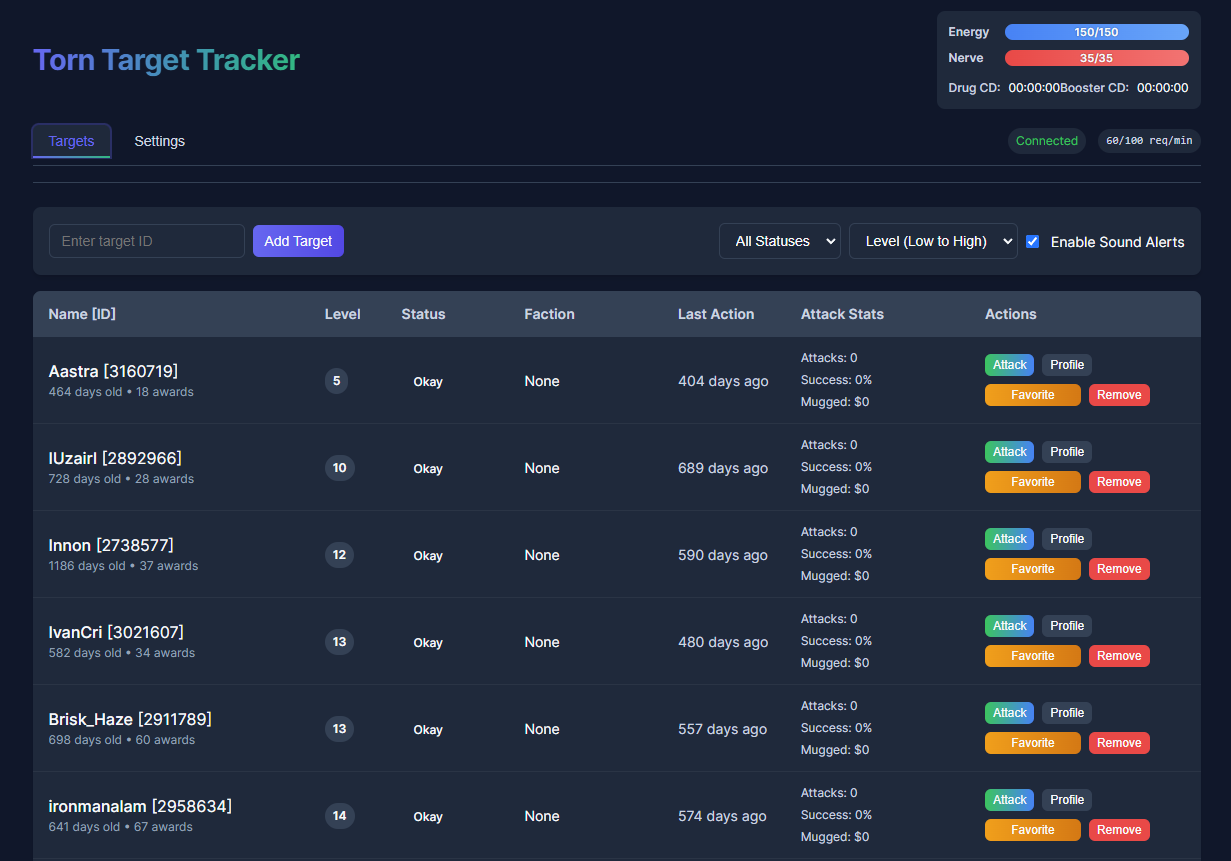 Torn Target Tracker
Energy 150/150
Nerve 35/35
Drug CD: 00:00:00Booster CD: 00:00:00
Targets Settings Connected 60/100 req/min
Enter target ID Add Target All Statuses Level (Low to High) Enable Sound Alerts
Name [ID] Level Status Faction Last Action Attack Stats Actions
Aastra [3160719]
464 days old • 18 awards
5 Okay None 404 days ago
Attacks: 0
Success: 0%
Mugged: $0
Attack Profile
Favorite Remove
IUzairI [2892966]
728 days old • 28 awards
10 Okay None 689 days ago
Attacks: 0
Success: 0%
Mugged: $0
Attack Profile
Favorite Remove
Innon [2738577]
1186 days old • 37 awards
12 Okay None 590 days ago
Attacks: 0
Success: 0%
Mugged: $0
Attack Profile
Favorite Remove
IvanCri [3021607]
582 days old • 34 awards
13 Okay None 480 days ago
Attacks: 0
Success: 0%
Mugged: $0
Attack Profile
Favorite Remove
Brisk_Haze [2911789]
698 days old • 60 awards
13 Okay None 557 days ago
Attacks: 0
Success: 0%
Mugged: $0
Attack Profile
Favorite Remove
ironmanalam [2958634]
641 days old • 67 awards
14 Okay None 574 days ago
Attacks: 0
Success: 0%
Mugged: $0
Attack Profile
Favorite Remove